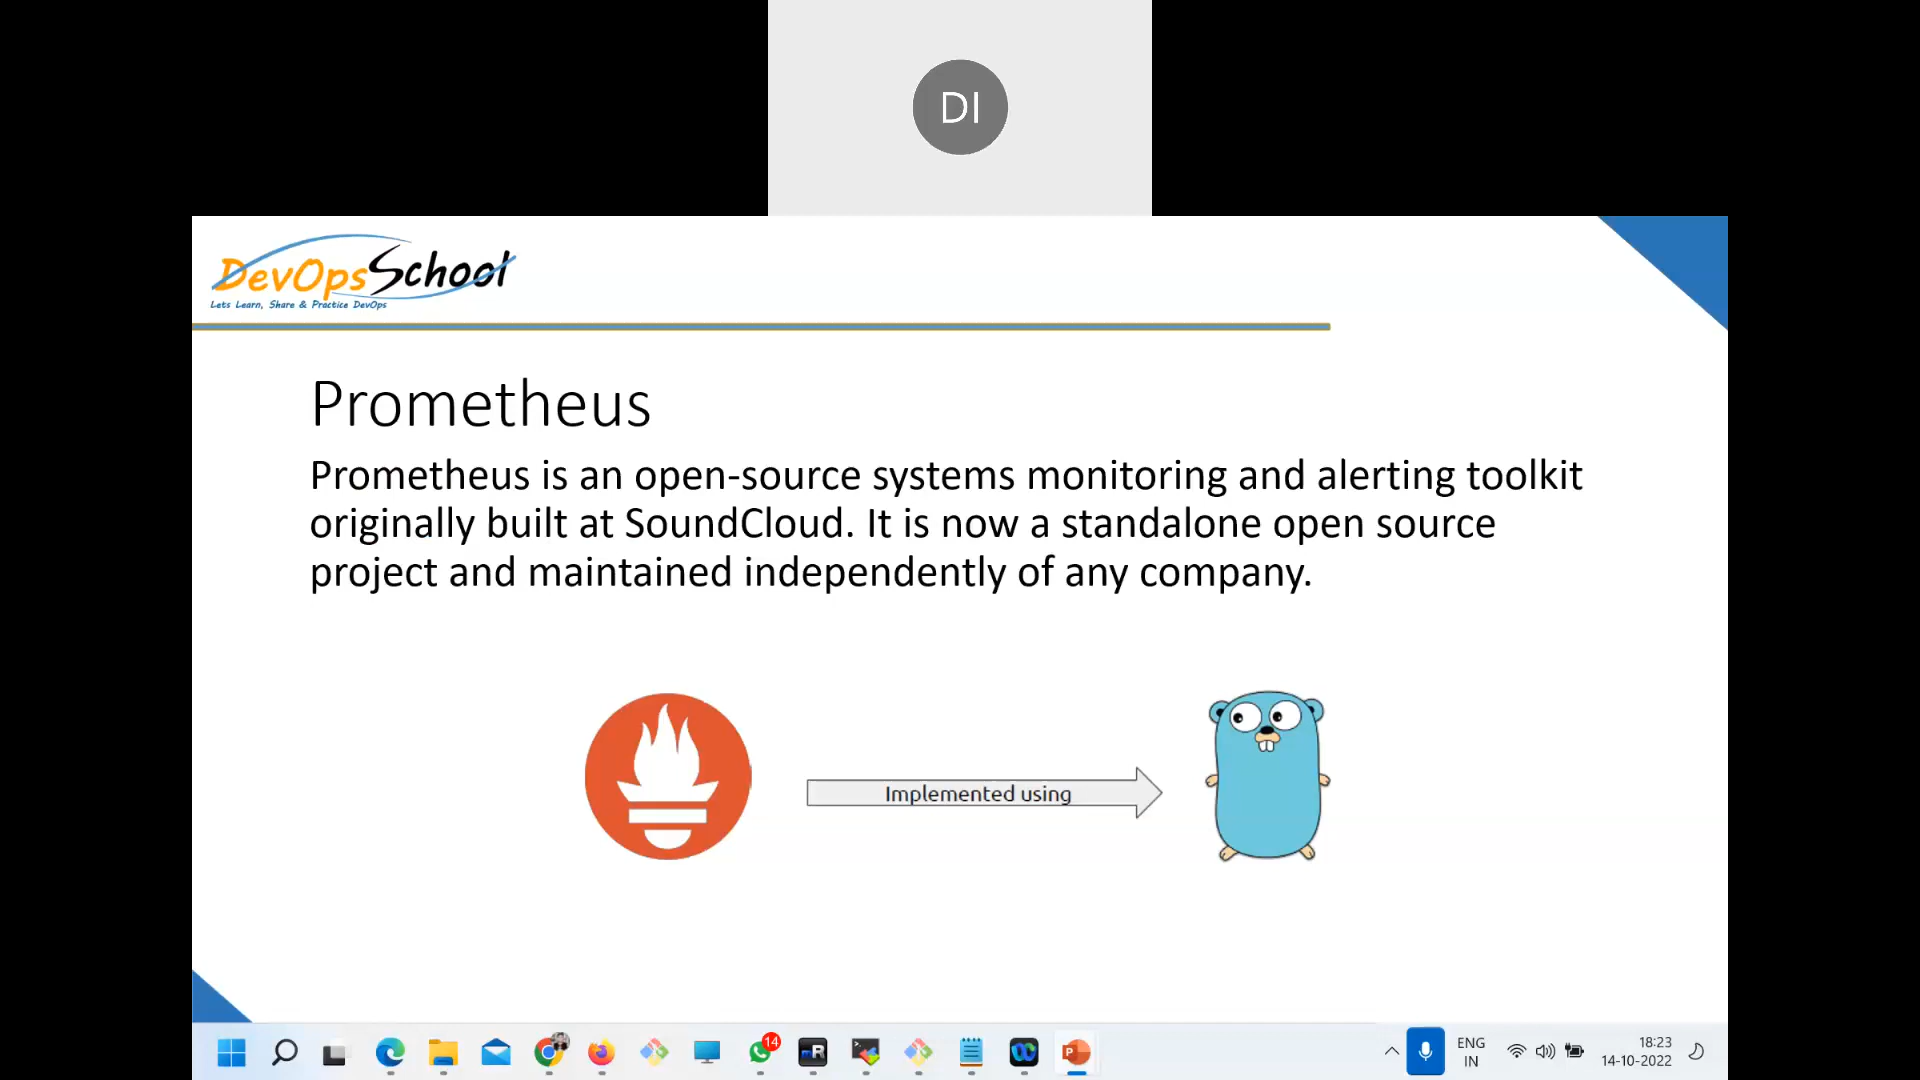 DI
DevOpsSchool
Lets Learn, Share & Practice DevOps
Prometheus
Prometheus is an open-source systems monitoring and alerting toolkit
originally built at SoundCloud. It is now a standalone open source
project and maintained independently of any company.
Implemented using
14
R
P
ENG
IN
18:23
14-10-2022